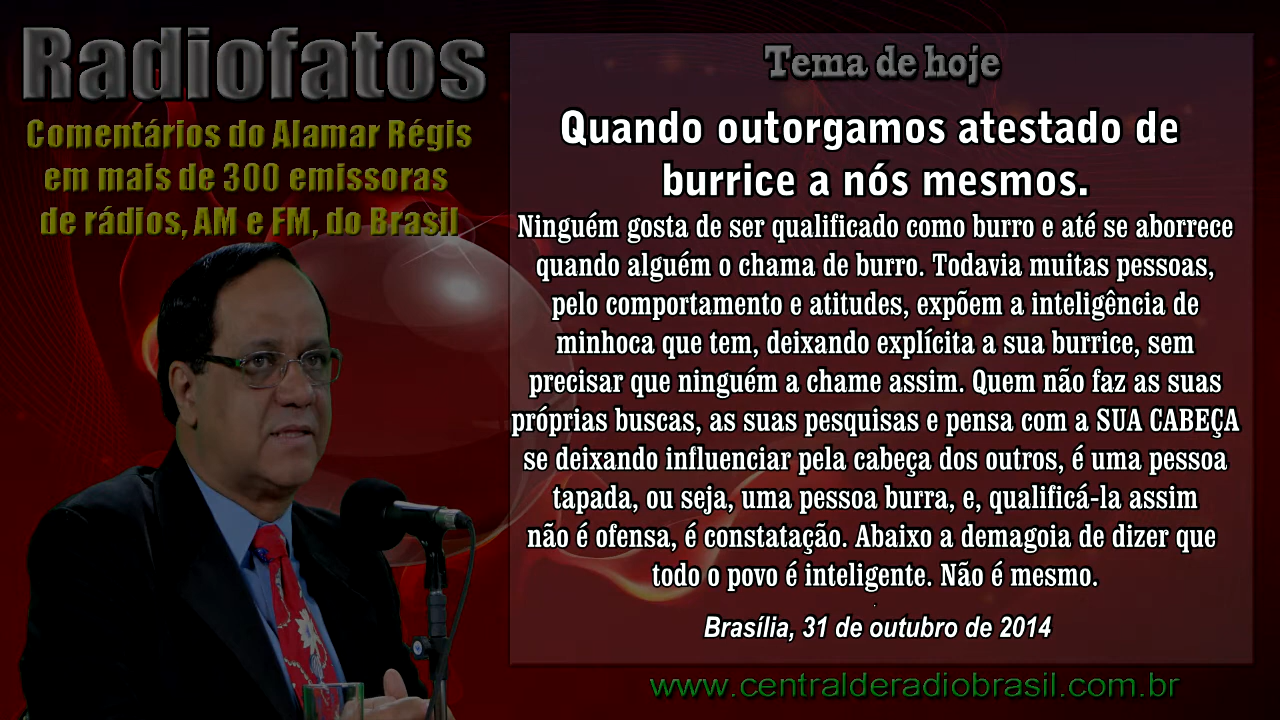 Radiofatos
Comentários do Alamar Régis
em mais de 300 emissoras
de rádios, AM e FM, do Brasil
Tema de hoje
Quando outorgamos atestado de
burrice a nós mesmos.
Ninguém gosta de ser qualificado como burro e até se aborrece
quando alguém o chama de burro. Todavia muitas pessoas,
pelo comportamento e atitudes, expõem a inteligência de
minhoca que tem, deixando explícita a sua burrice, sem
precisar que ninguém a chame assim. Quem não faz as suas
próprias buscas, as suas pesquisas e pensa com a SUA CABEÇA
se deixando influenciar pela cabeça dos outros, é uma pessoa
tapada, ou seja, uma pessoa burra, e, qualificá-la assim
não é ofensa, é constatação. Abaixo a demagoia de dizer que
todo o povo é inteligente. Não é mesmo.
Brasília, 31 de outubro de 2014
www.centralderadiobrasil.com.br